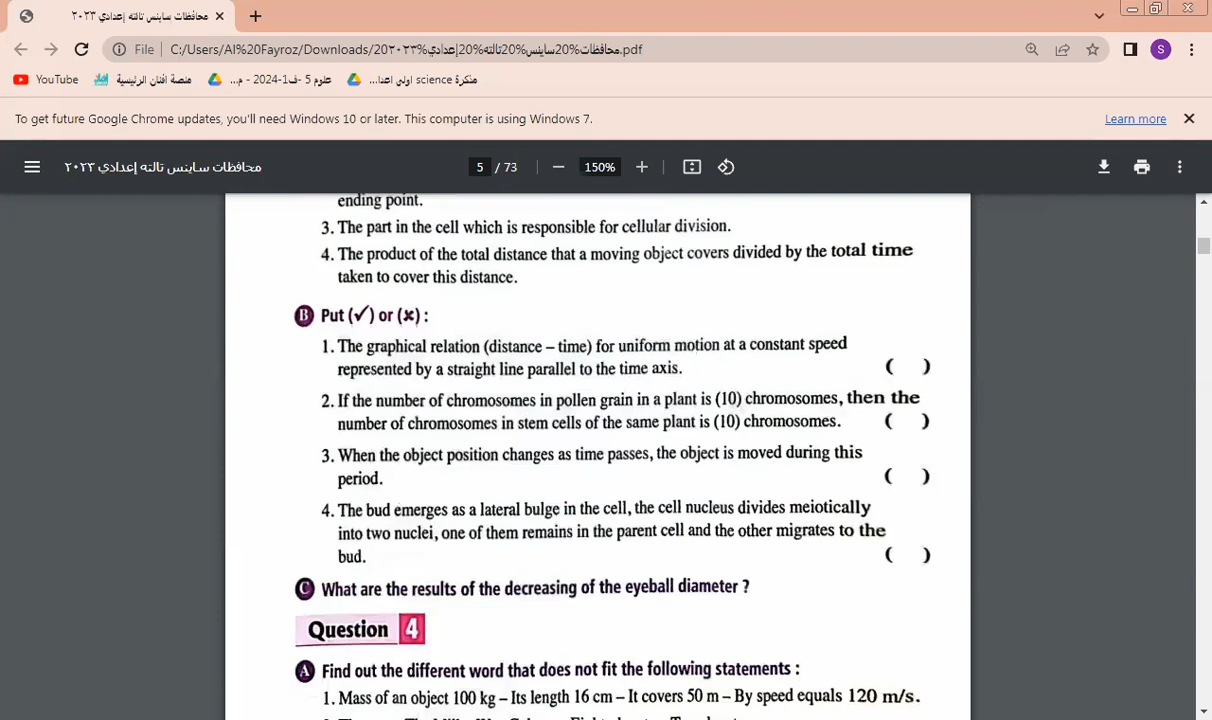 محافظات ساينس تالته إعدادي ٢٠٢٣
File C:/Users/Al%20Fayroz/Downloads/محافظات%20ساينس%20تالته%20إعدادي%20٢٠٢٣.pdf
S
YouTube منصة افنان الرئيسية علوم 5 -ف1-2024 - م... مذكرة science اولي اعدا...
To get future Google Chrome updates, you'll need Windows 10 or later. This computer is using Windows 7. Learn more
محافظات ساينس تالته إعدادي ٢٠٢٣ 5 / 73 150%
ending point.
3. The part in the cell which is responsible for cellular division.
4. The product of the total distance that a moving object covers divided by the total time
taken to cover this distance.
B Put (✓) or (✗) :
1. The graphical relation (distance – time) for uniform motion at a constant speed
represented by a straight line parallel to the time axis. ( )
2. If the number of chromosomes in pollen grain in a plant is (10) chromosomes, then the
number of chromosomes in stem cells of the same plant is (10) chromosomes. ( )
3. When the object position changes as time passes, the object is moved during this
period. ( )
4. The bud emerges as a lateral bulge in the cell, the cell nucleus divides meiotically
into two nuclei, one of them remains in the parent cell and the other migrates to the
bud. ( )
C What are the results of the decreasing of the eyeball diameter ?
Question 4
A Find out the different word that does not fit the following statements :
1. Mass of an object 100 kg – Its length 16 cm – It covers 50 m – By speed equals 120 m/s.